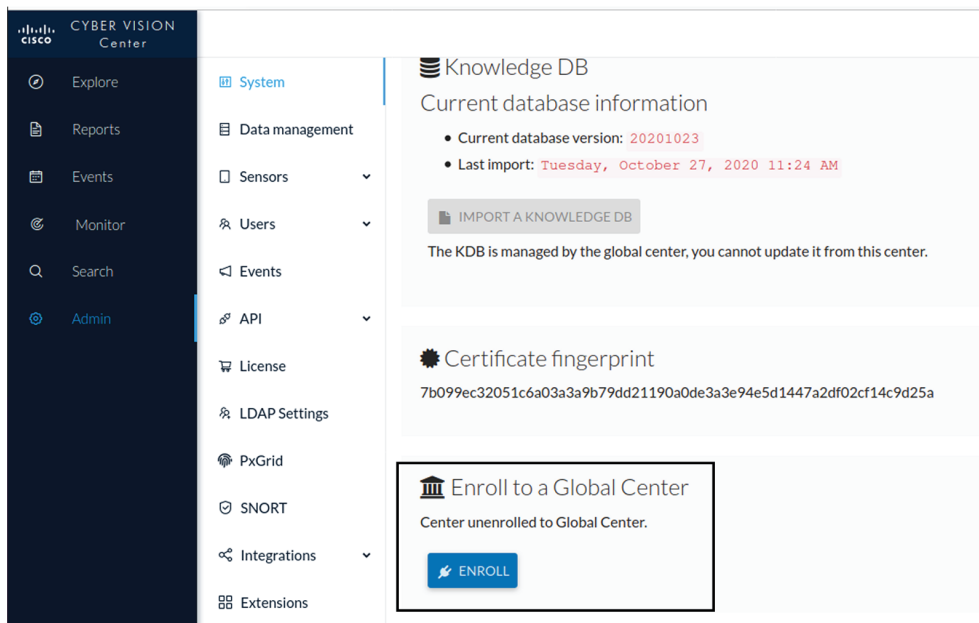 CISCO
CYBER VISION
Center
Explore
Reports
Events
Monitor
Search
Admin
System
Data management
Sensors
Users
Events
API
License
LDAP Settings
PxGrid
SNORT
Integrations
Extensions
Knowledge DB
Current database information
Current database version: 20201023
Last import: Tuesday, October 27, 2020 11:24 AM
IMPORT A KNOWLEDGE DB
The KDB is managed by the global center, you cannot update it from this center.
Certificate fingerprint
7b099ec32051c6a03a3a9b79dd21190a0de3a3e94e5d1447a2df02cf14c9d25a
Enroll to a Global Center
Center unenrolled to Global Center.
ENROLL